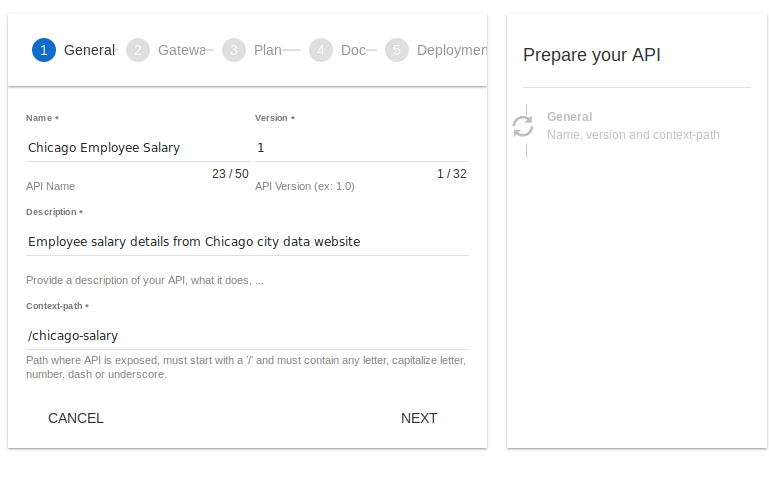 1 General 2 Gatewa 3 Plan 4 Doc 5 Deploymen
Name * Version *
Chicago Employee Salary 1
23 / 50 1 / 32
API Name API Version (ex: 1.0)
Description *
Employee salary details from Chicago city data website
Provide a description of your API, what it does, ...
Context-path *
/chicago-salary
Path where API is exposed, must start with a '/' and must contain any letter, capitalize letter,
number, dash or underscore.
CANCEL NEXT
Prepare your API
General
Name, version and context-path